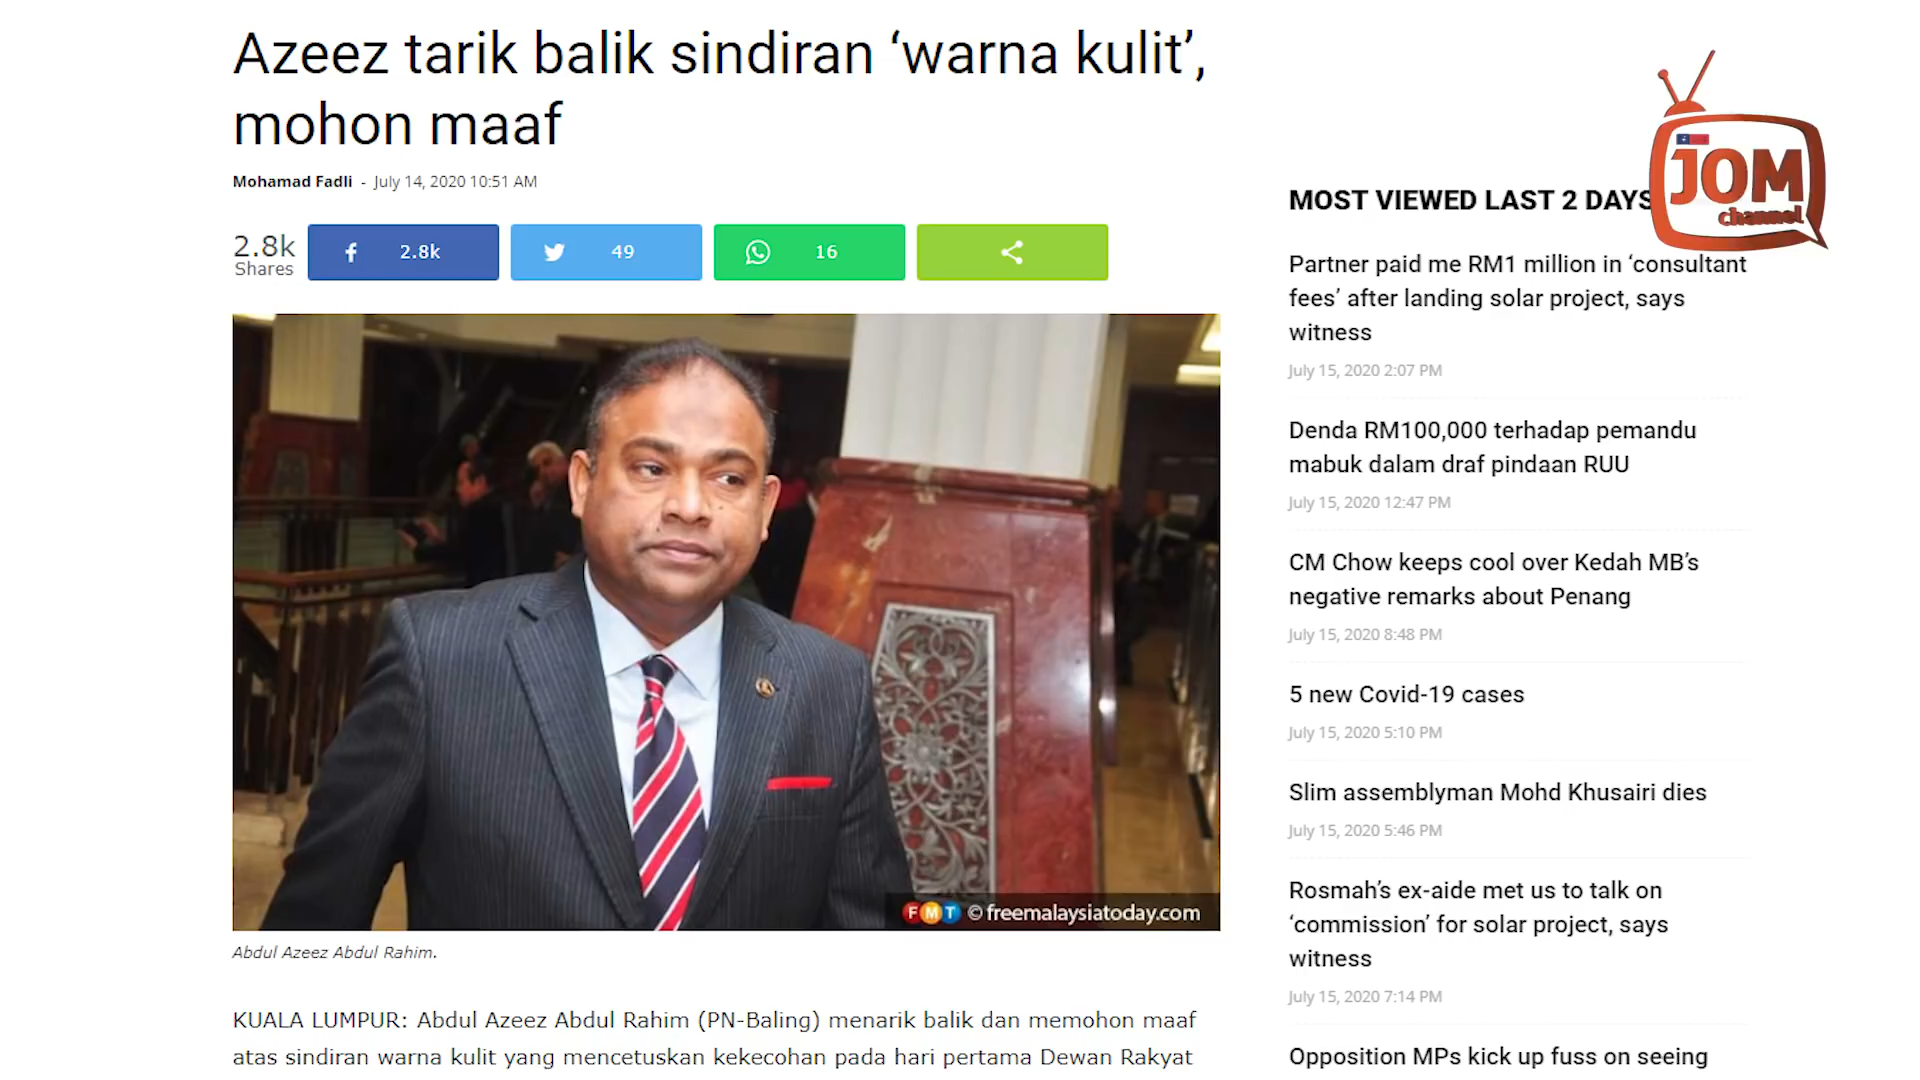 Azeez tarik balik sindiran ‘warna kulit’,
mohon maaf
Mohamad Fadli - July 14, 2020 10:51 AM
2.8k
Shares
2.8k
49
16
FMT © freemalaysiatoday.com
Abdul Azeez Abdul Rahim.
KUALA LUMPUR: Abdul Azeez Abdul Rahim (PN-Baling) menarik balik dan memohon maaf
atas sindiran warna kulit yang mencetuskan kekecohan pada hari pertama Dewan Rakyat
JOM
channel
MOST VIEWED LAST 2 DAYS
Partner paid me RM1 million in ‘consultant
fees’ after landing solar project, says
witness
July 15, 2020 2:07 PM
Denda RM100,000 terhadap pemandu
mabuk dalam draf pindaan RUU
July 15, 2020 12:47 PM
CM Chow keeps cool over Kedah MB’s
negative remarks about Penang
July 15, 2020 8:48 PM
5 new Covid-19 cases
July 15, 2020 5:10 PM
Slim assemblyman Mohd Khusairi dies
July 15, 2020 5:46 PM
Rosmah’s ex-aide met us to talk on
‘commission’ for solar project, says
witness
July 15, 2020 7:14 PM
Opposition MPs kick up fuss on seeing